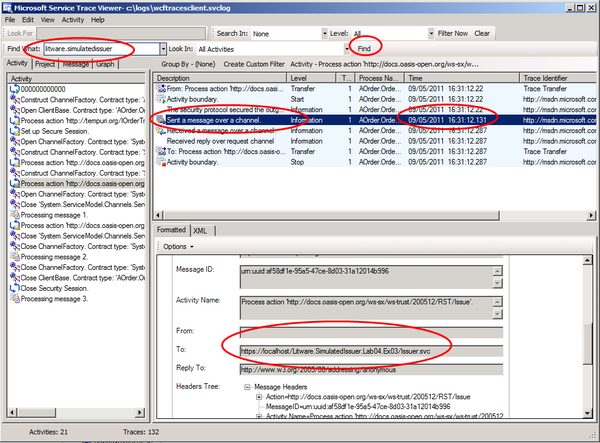 Microsoft Service Trace Viewer- c:\logs\wcftracesclient.svclog
File Edit View Activity Help
Look For Search In: None Level: All Filter Now Clear
Find What: litware.simulatedissuer Look In: All Activities Find
Activity Project Message Graph
Group By - (None) Create Custom Filter Activity - Process action 'http://docs.oasis-open.org/ws-sx/w...
Activity
000000000000
Construct ChannelFactory. Contract type: 'AOrder
Open ClientBase. Contract type: 'AOrder.O
Process action 'http://tempuri.org/IOrderTr
Set up Secure Session.
Construct ChannelFactory. Contract type: '
Process action 'http://docs.oasis-open.org
Open ChannelFactory. Contract type: 'Syst
Construct ChannelFactory. Contract type: '
Process action 'http://docs.oasis-open.org
Open ChannelFactory. Contract type: 'Syst
Close 'System.ServiceModel.Channels.
Processing message 1.
Process action 'http://docs.oasis-open.org
Close 'System.ServiceModel.Channels.
Close ChannelFactory. Contract type: 'Syst
Processing message 2.
Close ChannelFactory. Contract type: 'Syst
Close ClientBase. Contract type: 'AOrder.Or
Close Security Session.
Processing message 3.
Description Level T... Process Na... Time Trace Identifier
From: Process action 'http://docs.o... Transfer 1 AOrder.Orde... 09/05/2011 16:31:12.22 Trace Transfer
Activity boundary. Start 1 AOrder.Orde... 09/05/2011 16:31:12.22 http://msdn.microsoft.com
The security protocol secured the outg... Information 1 AOrder.Orde... 09/05/2011 16:31:12.22 http://msdn.microsoft.com
Sent a message over a channel. Information 1 AOrder.Orde... 09/05/2011 16:31:12.131 http://msdn.microsoft.com
Received a message over a channel. Information 1 AOrder.Orde... 09/05/2011 16:31:12.287 http://msdn.microsoft.com
Received reply over request channel Information 1 AOrder.Orde... 09/05/2011 16:31:12.287 http://msdn.microsoft.com
To: Process action 'http://docs.o... Transfer 1 AOrder.Orde... 09/05/2011 16:31:12.287 Trace Transfer
Activity boundary. Stop 1 AOrder.Orde... 09/05/2011 16:31:12.287 http://msdn.microsoft.com
Formatted XML
Options
Message ID: urn:uuid:af58df1e-95a5-47ce-8d03-31a12014b996
Activity Name: Process action 'http://docs.oasis-open.org/ws-sx/ws-trust/200512/RST/Issue'.
From:
To: https://localhost/Litware.SimulatedIssuer.Lab04.Ex03/Issuer.svc
Reply To: http://www.w3.org/2005/08/addressing/anonymous
Headers Tree: Message Headers
Action=http://docs.oasis-open.org/ws-sx/ws-trust/200512/RST/Issue
MessageID=urn:uuid:af58df1e-95a5-47ce-8d03-31a12014b996
Activity Name=Process action 'http://docs.oasis-open.org/ws-sx/ws-trust/200512
Activities: 21 Traces: 132